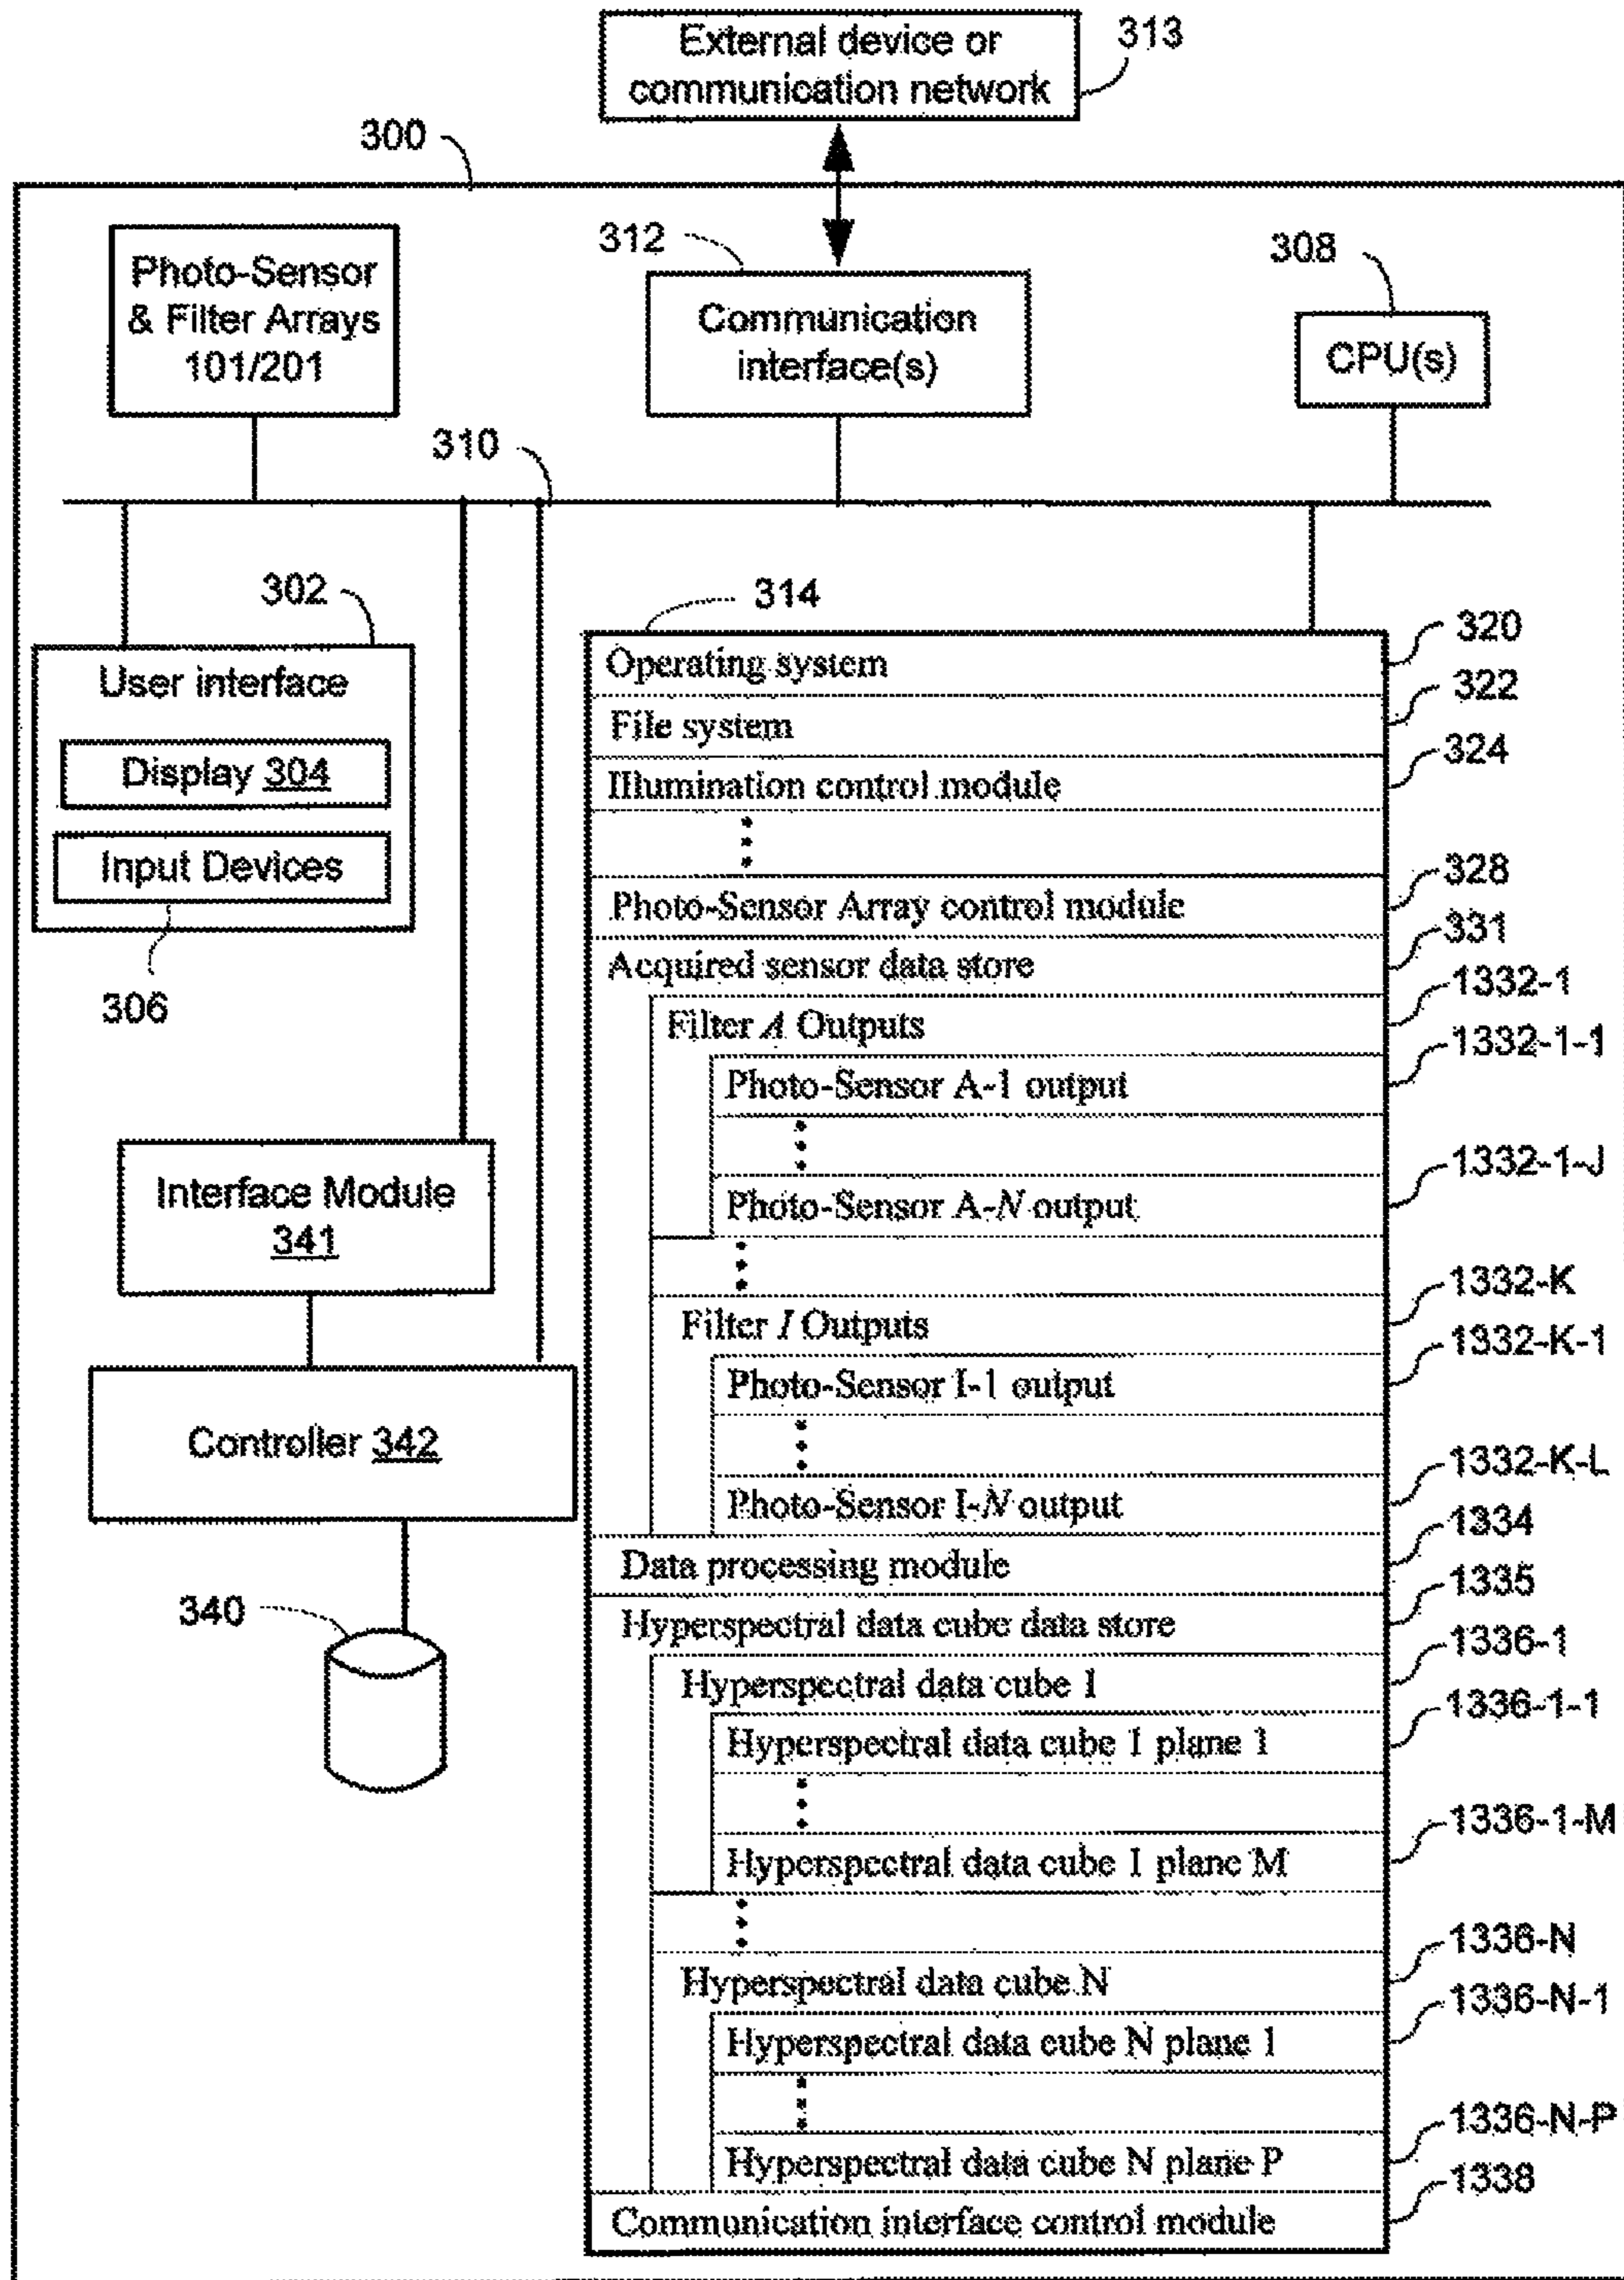 External device or
communication network
313
300
Photo-Sensor
& Filter Arrays
101/201
312
Communication
interface(s)
308
CPU(s)
310
302
User interface
Display 304
Input Devices
306
Interface Module
341
Controller 342
340
314
Operating system
320
File system
322
Illumination control module
324
Photo-Sensor Array control module
328
Acquired sensor data store
331
Filter A Outputs
1332-1
Photo-Sensor A-1 output
1332-1-1
Photo-Sensor A-N output
1332-1-J
Filter I Outputs
1332-K
Photo-Sensor I-1 output
1332-K-1
Photo-Sensor I-N output
1332-K-L
Data processing module
1334
Hyperspectral data cube data store
1335
Hyperspectral data cube 1
1336-1
Hyperspectral data cube 1 plane 1
1336-1-1
Hyperspectral data cube 1 plane M
1336-1-M
Hyperspectral data cube N
1336-N
Hyperspectral data cube N plane 1
1336-N-1
Hyperspectral data cube N plane P
1336-N-P
Communication interface control module
1338